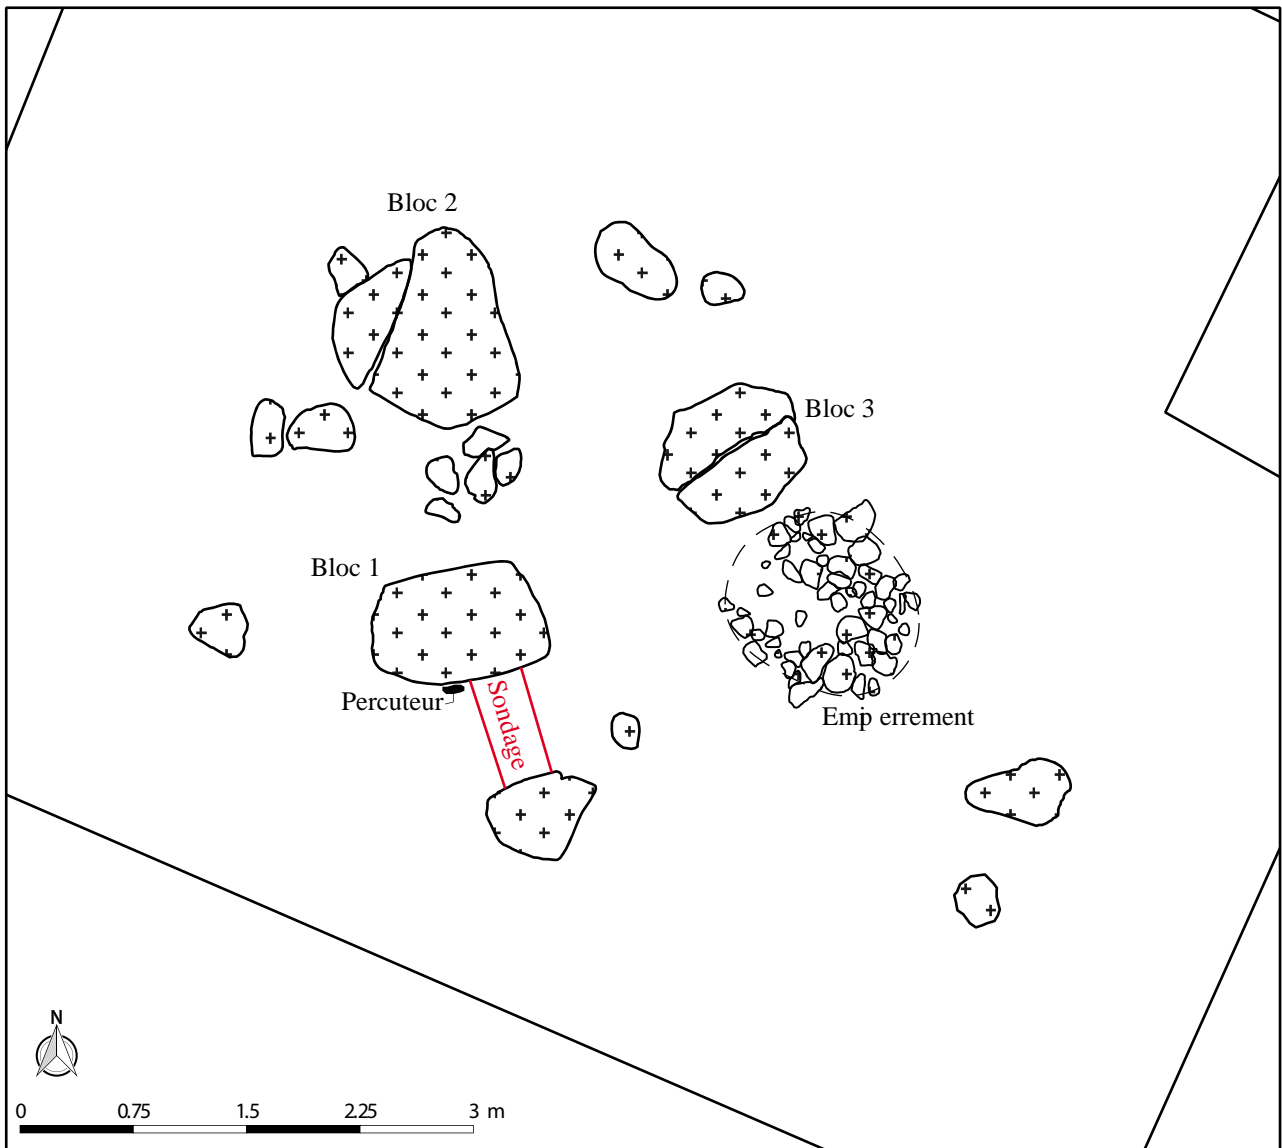 Bloc 2
Bloc 3
Bloc 1
Percuteur
Sondage
Emp errement
N
0 0.75 1.5 2.25 3 m